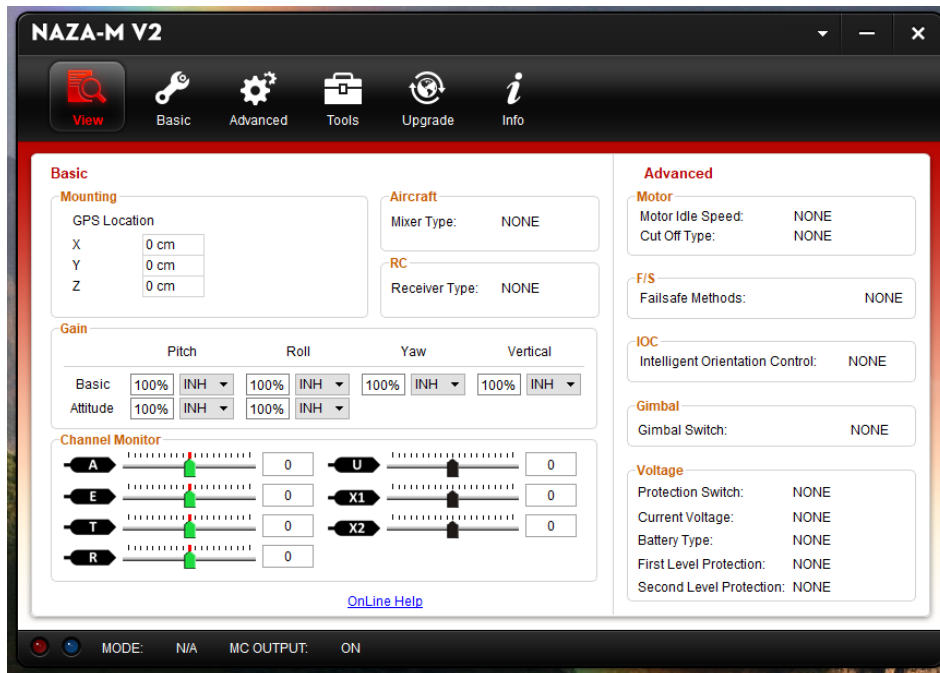 NAZA-M V2
View Basic Advanced Tools Upgrade Info
Basic
Mounting
GPS Location
X 0 cm
Y 0 cm
Z 0 cm
Aircraft
Mixer Type: NONE
RC
Receiver Type: NONE
Gain
Pitch Roll Yaw Vertical
Basic 100% INH 100% INH 100% INH 100% INH
Attitude 100% INH 100% INH
Channel Monitor
A 0 U 0
E 0 X1 0
T 0 X2 0
R 0
OnLine Help
Advanced
Motor
Motor Idle Speed: NONE
Cut Off Type: NONE
F/S
Failsafe Methods: NONE
IOC
Intelligent Orientation Control: NONE
Gimbal
Gimbal Switch: NONE
Voltage
Protection Switch: NONE
Current Voltage: NONE
Battery Type: NONE
First Level Protection: NONE
Second Level Protection: NONE
MODE: N/A MC OUTPUT: ON